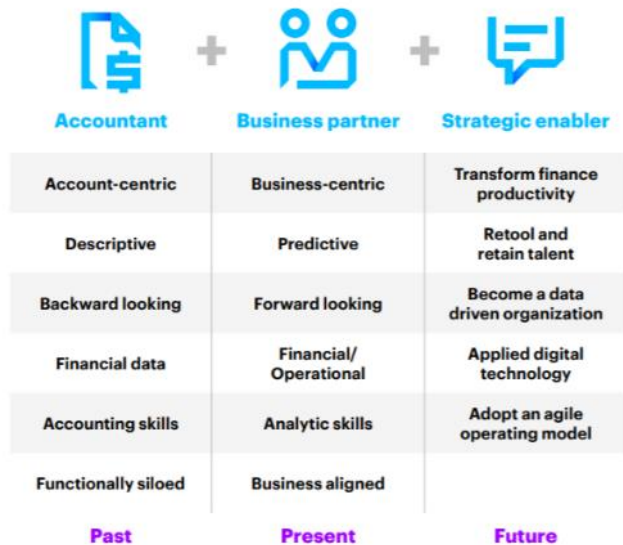 Accountant
Business partner
Strategic enabler
Account-centric
Business-centric
Transform finance
productivity
Descriptive
Predictive
Retool and
retain talent
Backward looking
Forward looking
Become a data
driven organization
Financial data
Financial/
Operational
Applied digital
technology
Accounting skills
Analytic skills
Adopt an agile
operating model
Functionally siloed
Business aligned
Past
Present
Future